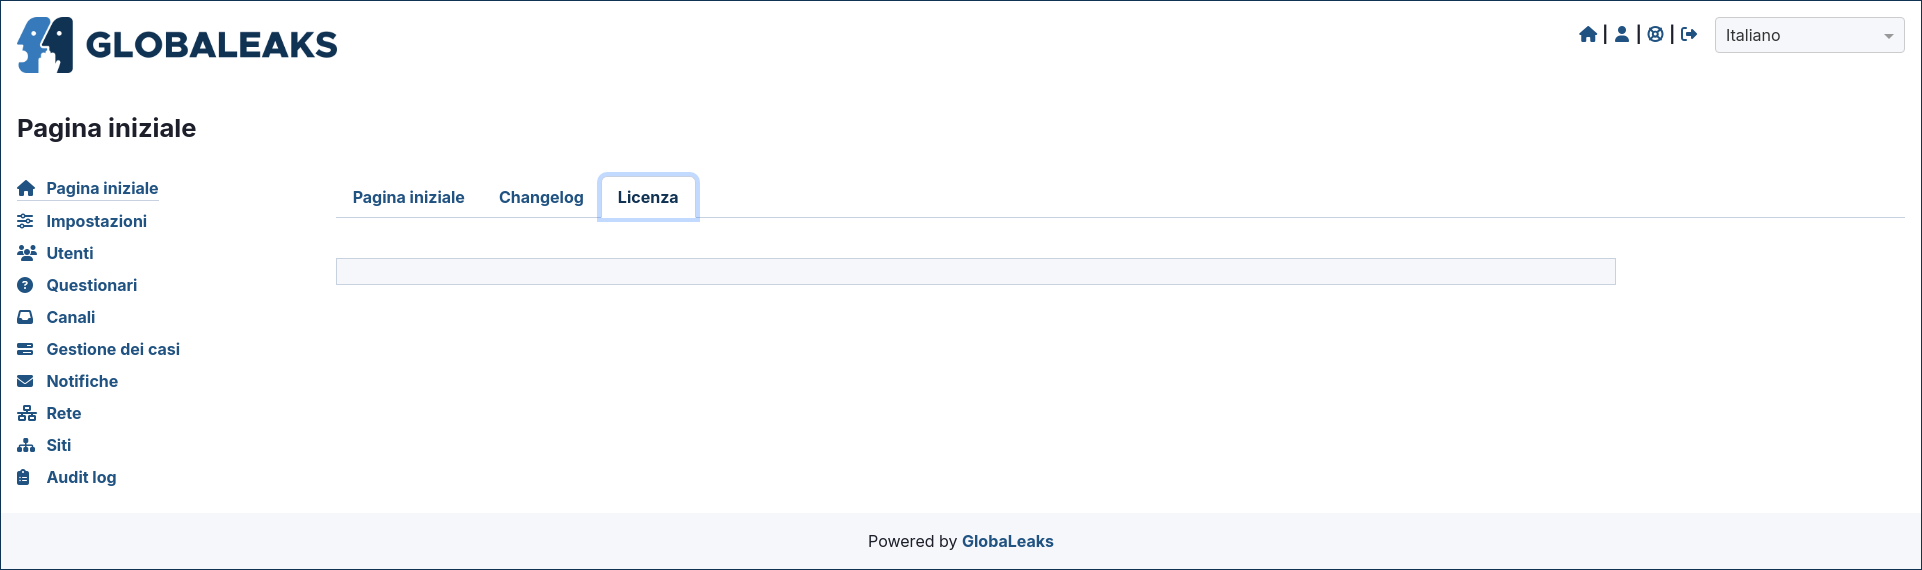 GLOBALEAKS
Italiano
Pagina iniziale
Pagina iniziale
Impostazioni
Utenti
Questionari
Canali
Gestione dei casi
Notifiche
Rete
Siti
Audit log
Pagina iniziale Changelog Licenza
Powered by GlobaLeaks